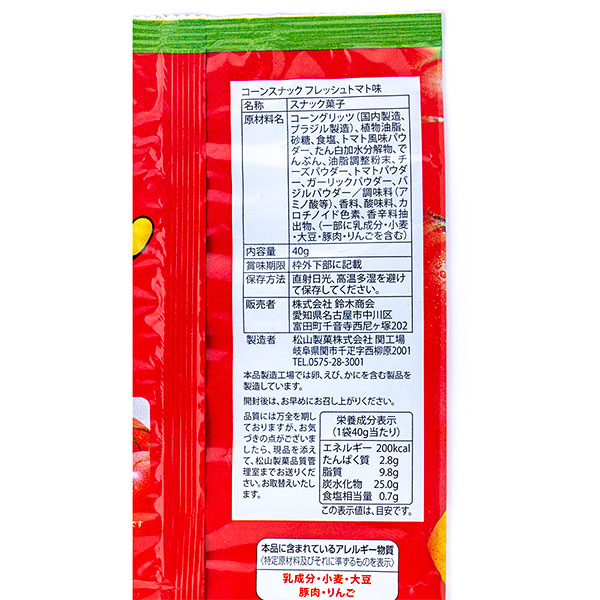 コーンスナック フレッシュトマト味
名称 スナック菓子
原材料名 コーングリッツ(国内製造、
ブラジル製造)、植物油脂、
砂糖、食塩、トマト風味パウ
ダー、たん白加水分解物、で
んぷん、油脂調整粉末、チ
ーズパウダー、トマトパウダ
ー、ガーリックパウダー、バ
ジルパウダー／調味料(ア
ミノ酸等)、香料、酸味料、カ
ロチノイド色素、香辛料抽
出物、(一部に乳成分・小麦
・大豆・豚肉・りんごを含む)
内容量 40g
賞味期限 枠外下部に記載
保存方法 直射日光、高温多湿を避け
て保存してください。
販売者 株式会社 鈴木商会
愛知県名古屋市中川区
富田町千音寺西尼ヶ塚202
製造者 松山製菓株式会社 関工場
岐阜県関市千疋字西柳原2001
TEL.0575-28-3001
本品製造工場では卵、えび、かにを含む製品を
製造しています。
開封後は、お早めにお召し上がりください。
品質には万全を期し
ておりますが、お気
づきの点がございま
したら、現品を添え
て、松山製菓品質管
理室までお送りくだ
さい。お取替えいたし
ます。
栄養成分表示
(1袋40g当たり)
エネルギー 200kcal
たんぱく質 2.8g
脂質 9.8g
炭水化物 25.0g
食塩相当量 0.7g
この表示値は、目安です。
本品に含まれているアレルギー物質
〈特定原材料及びそれに準ずるものを表示〉
乳成分・小麦・大豆
豚肉・りんご
です